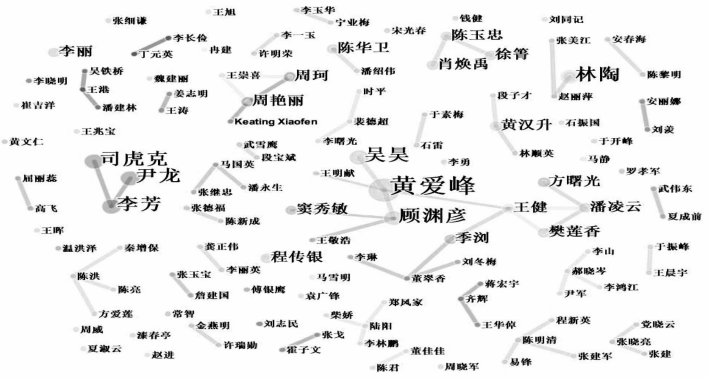 王旭
李玉华
张细谦
李长俭
宁业梅
宋光春
钱健
刘同记
李一玉
丁元英
冉建
许明荣
陈华卫
陈玉忠
徐箐
张美江
安春海
李丽
吴铁桥
王崇喜
周珂
潘绍伟
肖焕禹
林陶
陈黎明
李晓明
王港
魏建丽
姜志明
时平
段子才
赵丽萍
安丽娜
崔吉洋
潘建林
王涛
周艳丽
Keating Xiaofen
裴德超
于素梅
黄汉升
石振国
刘羡
王兆宝
黄文仁
武雪岚
段宝斌
李曙光
石雷
林顺英
于开峰
司虎克
马国英
吴昊
李勇
马静
尹龙
王明献
罗孝军
屈丽蕊
张继忠
潘永生
黄爱峰
方曙光
武伟东
李芳
张德福
窦秀敏
王健
潘凌云
高飞
陈新成
顾渊彦
夏成前
王晖
王敬浩
樊莲香
温洪泽
秦增保
龚正伟
程传银
李琳
季浏
李山
于振峰
陈洪
张玉宝
李丽英
马雪明
刘冬梅
郝晓岑
王晨宇
陈亮
詹建国
傅银鹰
袁广锋
董翠香
蒋宏宇
尹军
李鸿江
方爱莲
常智
郑风家
齐辉
周威
漆春亭
金燕明
刘志民
柴娇
陆阳
王华倬
程新英
党晓云
张戈
陈明清
张晓亮
夏淑云
赵进
许瑞勋
霍子文
李林鹏
董佳佳
易锋
张建军
张建
陈君
周晓军